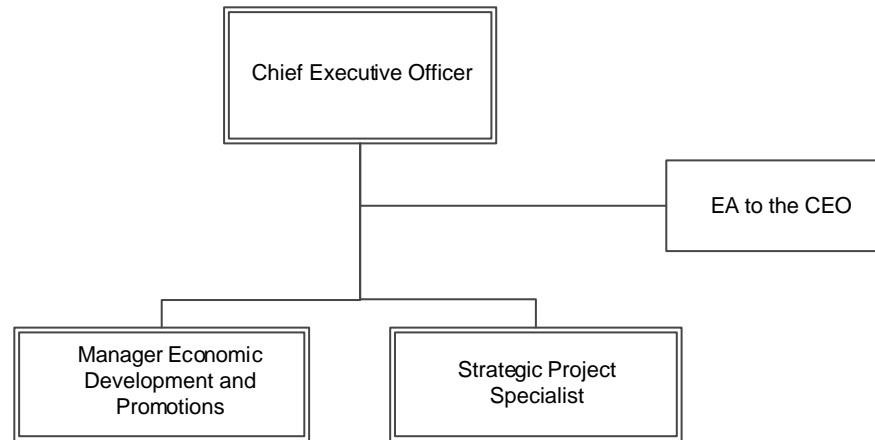 Chief Executive Officer
EA to the CEO
Manager Economic
Development and
Promotions
Strategic Project
Specialist